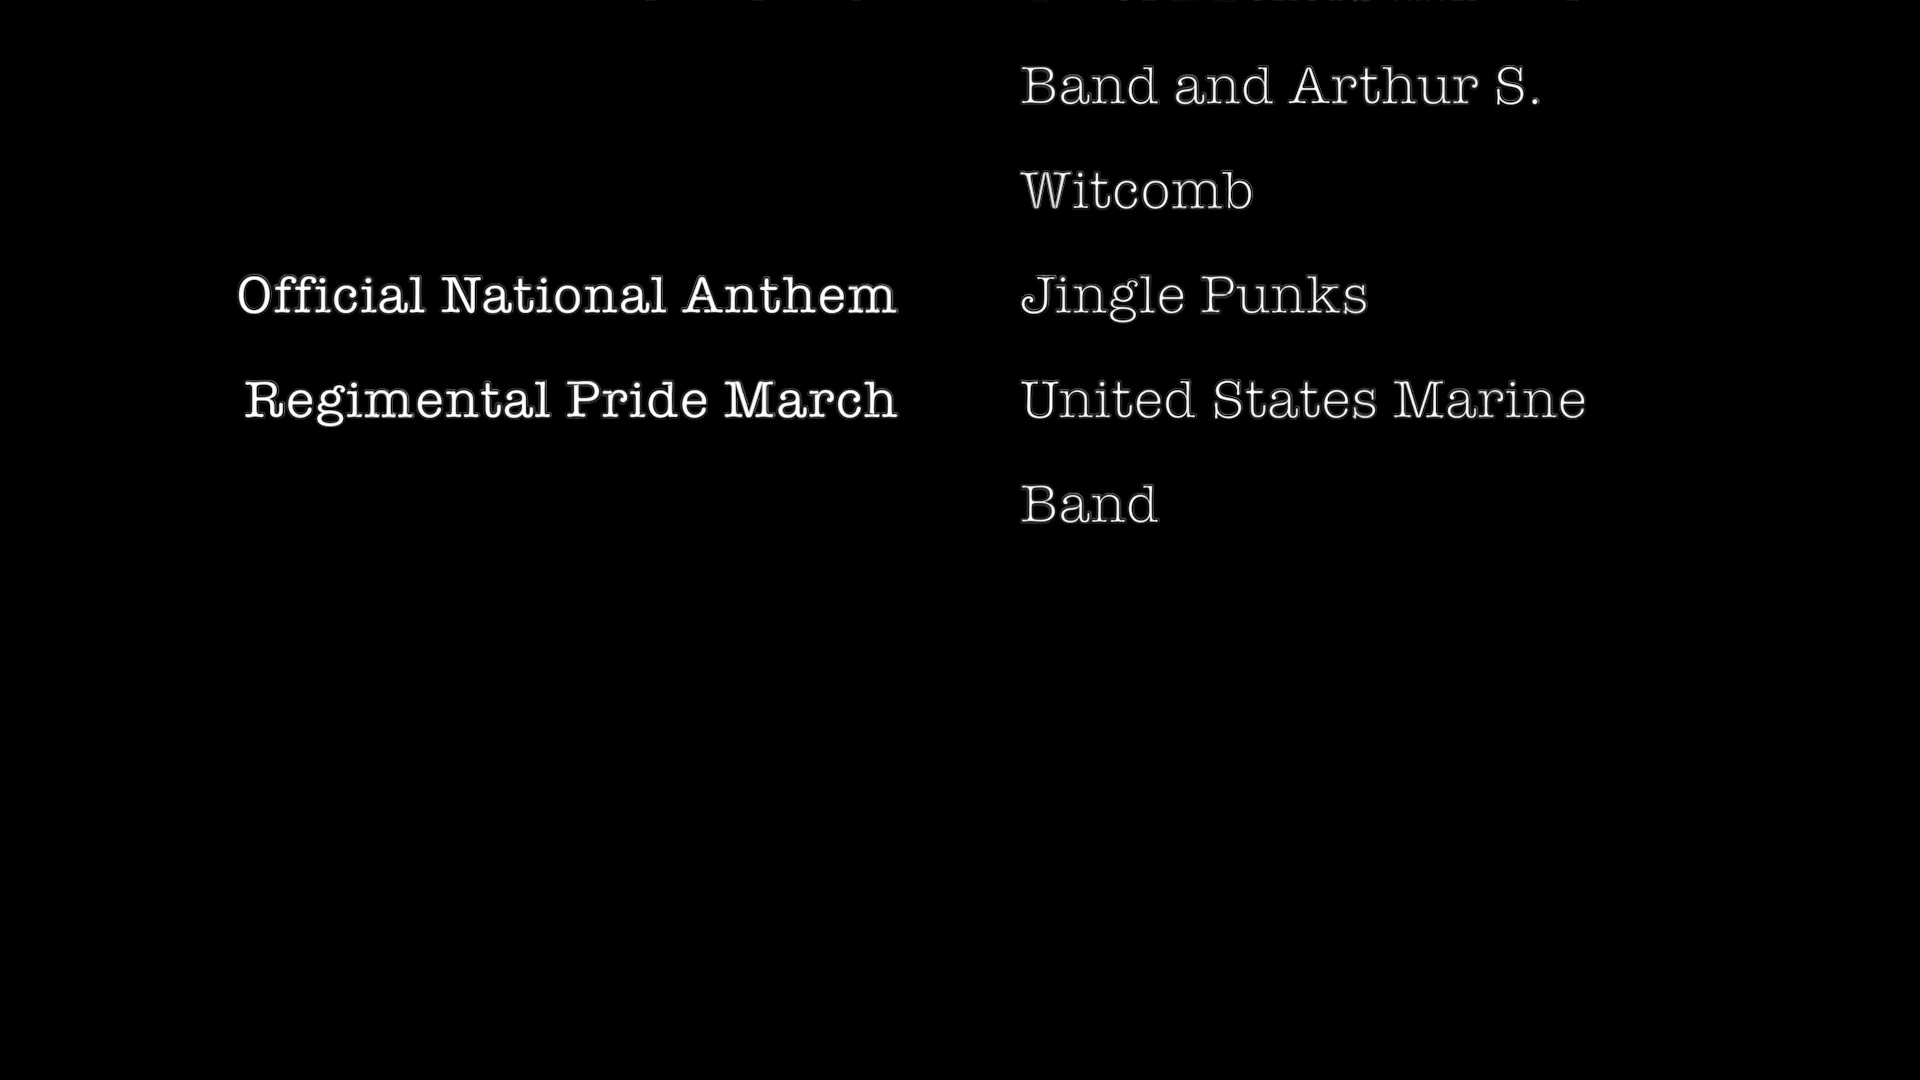 Band and Arthur S.
Witcomb
Official National Anthem Jingle Punks
Regimental Pride March United States Marine
Band